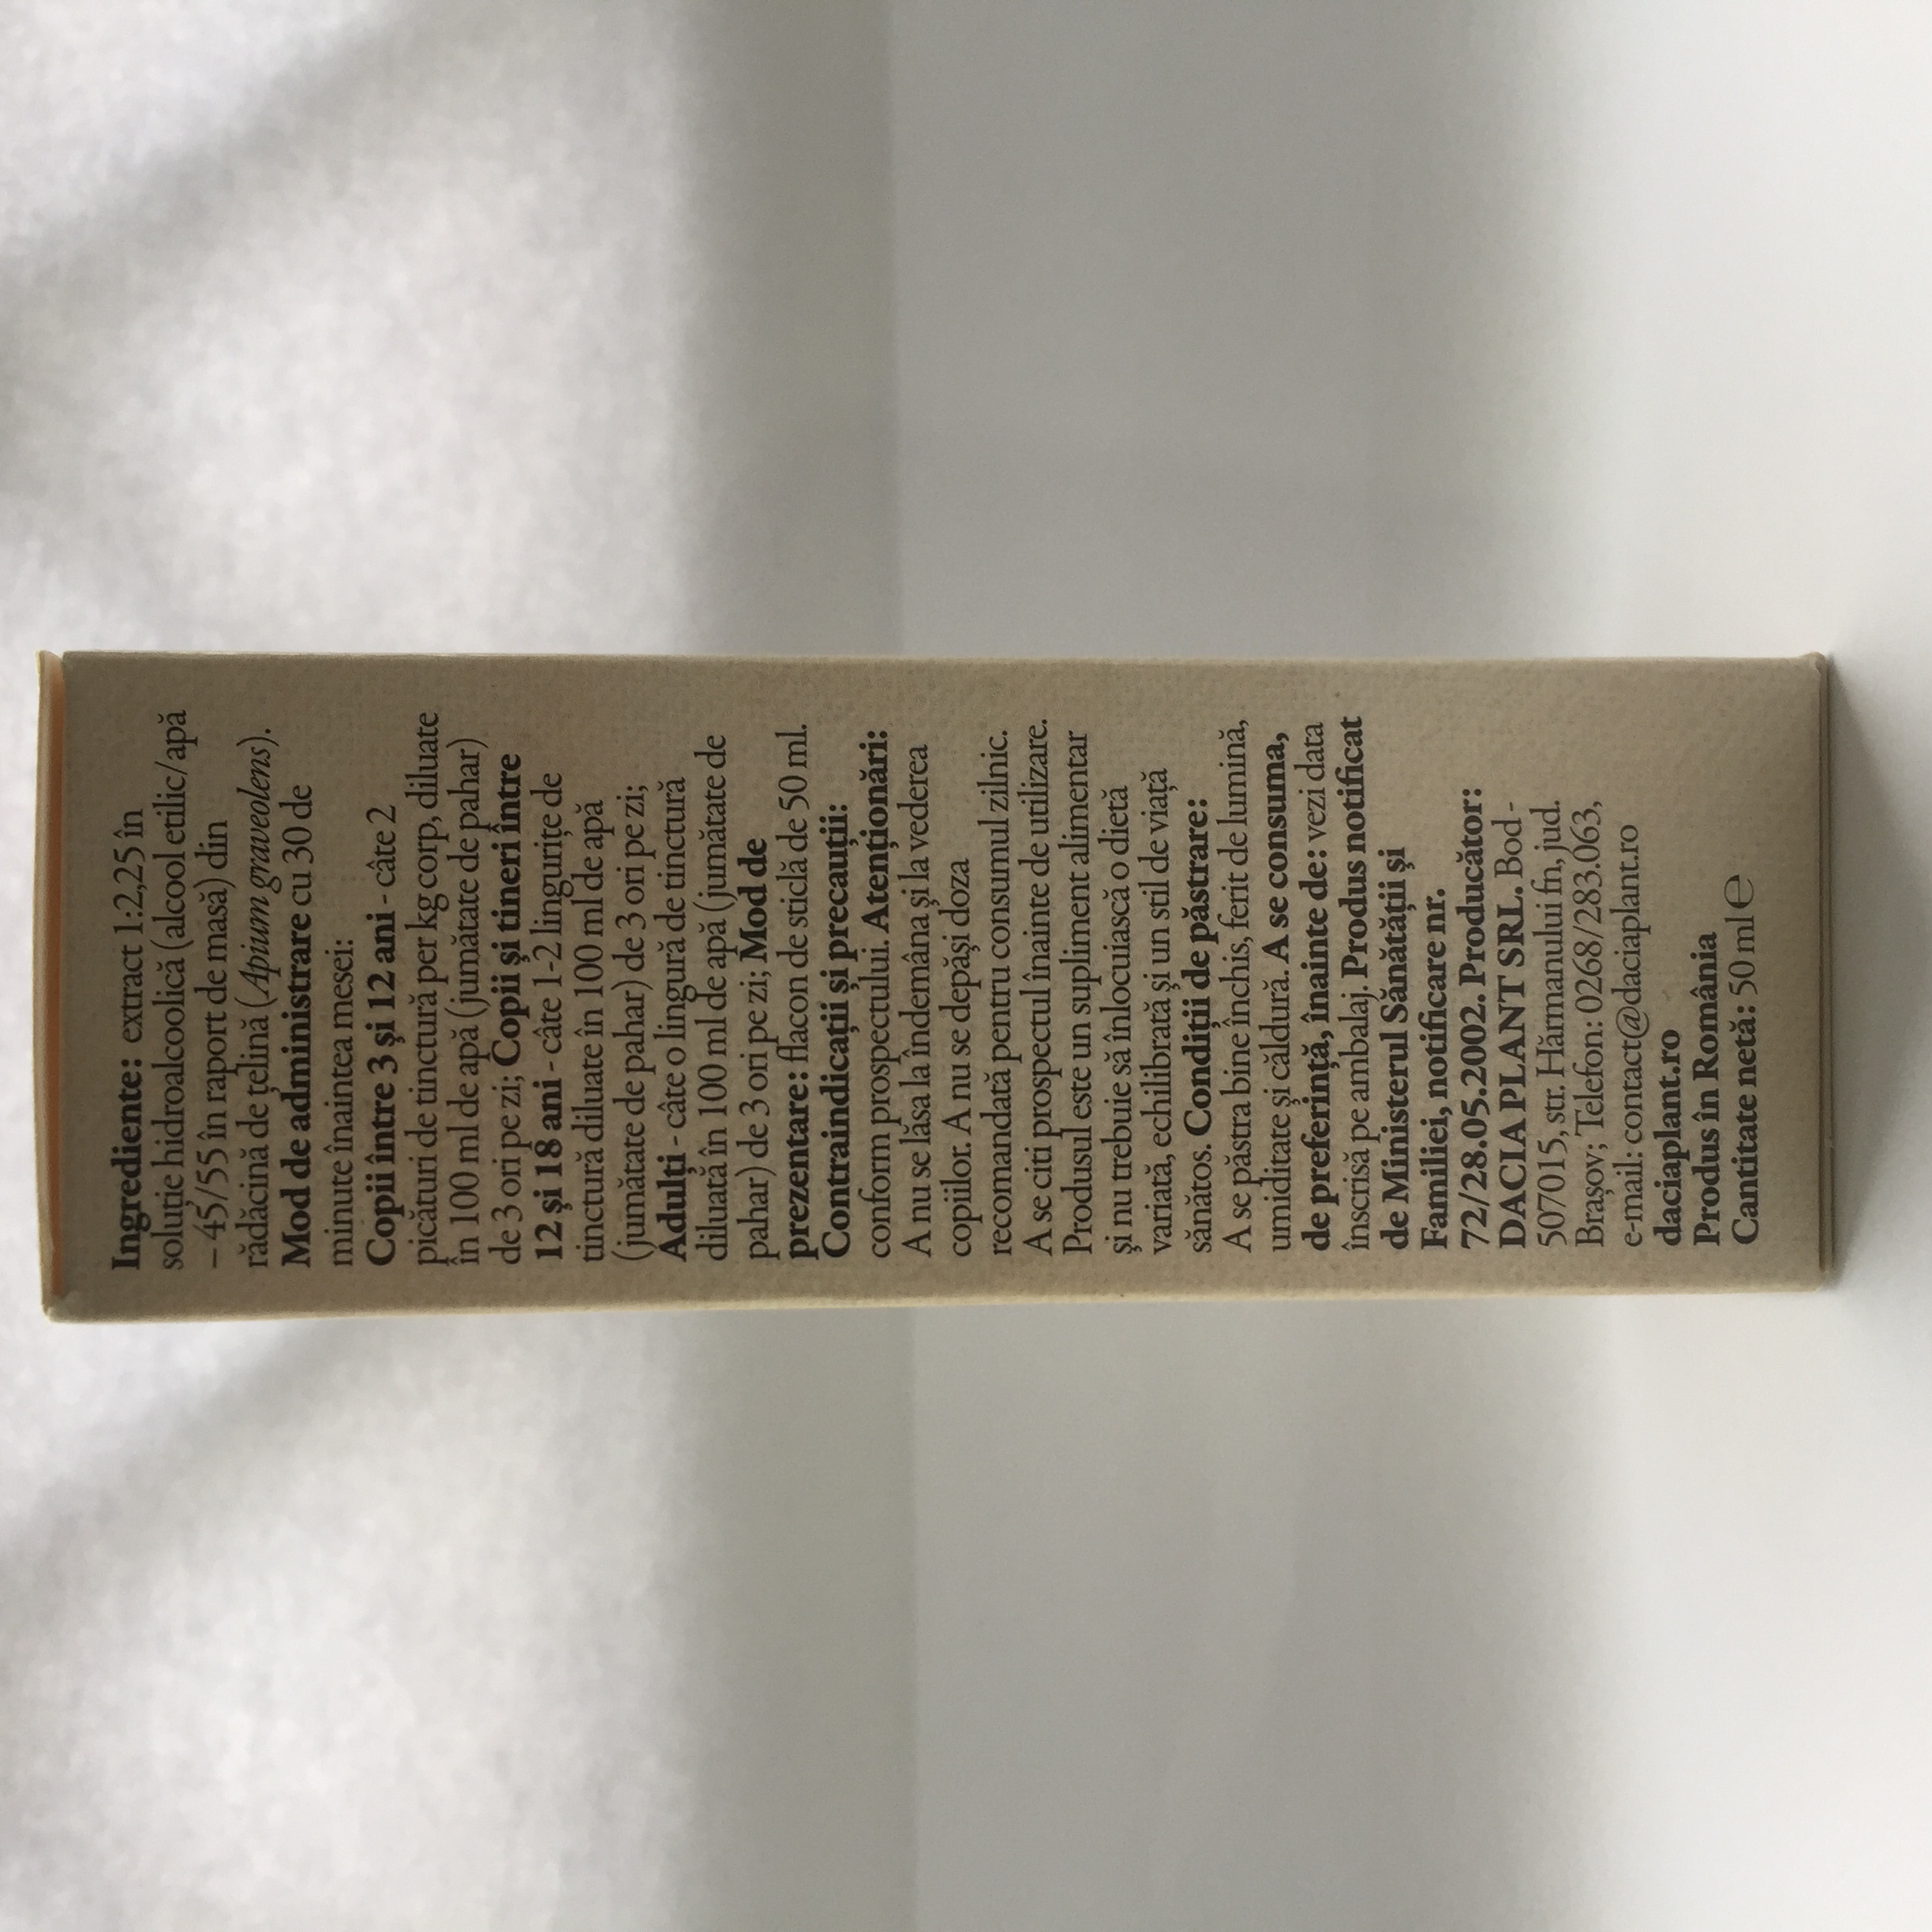 Ingrediente: extract 1:2,25 în
soluție hidroalcoolică (alcool etilic/apă
– 45/55 în raport de masă) din
rădăcină de țelină (Apium graveolens).
Mod de administrare cu 30 de
minute înaintea mesei:
Copii între 3 și 12 ani - câte 2
picături de tinctură per kg corp, diluate
în 100 ml de apă (jumătate de pahar)
de 3 ori pe zi; Copii și tineri între
12 și 18 ani - câte 1-2 lingurițe de
tinctură diluate în 100 ml de apă
(jumătate de pahar) de 3 ori pe zi;
Adulți - câte o lingură de tinctură
diluată în 100 ml de apă (jumătate de
pahar) de 3 ori pe zi; Mod de
prezentare: flacon de sticlă de 50 ml.
Contraindicații și precauții:
conform prospectului. Atenționări:
A nu se lăsa la îndemâna și la vederea
copiilor. A nu se depăși doza
recomandată pentru consumul zilnic.
A se citi prospectul înainte de utilizare.
Produsul este un supliment alimentar
și nu trebuie să înlocuiască o dietă
variată, echilibrată și un stil de viață
sănătos. Condiții de păstrare:
A se păstra bine închis, ferit de lumină,
umiditate și căldură. A se consuma,
de preferință, înainte de: vezi data
înscrisă pe ambalaj. Produs notificat
de Ministerul Sănătății și
Familiei, notificare nr.
72/28.05.2002. Producător:
DACIA PLANT SRL. Bod -
507015, str. Hărmanului fn, jud.
Brașov; Telefon: 0268/283.063,
e-mail: contact@daciaplant.ro
daciaplant.ro
Produs în România
Cantitate netă: 50 ml ℮